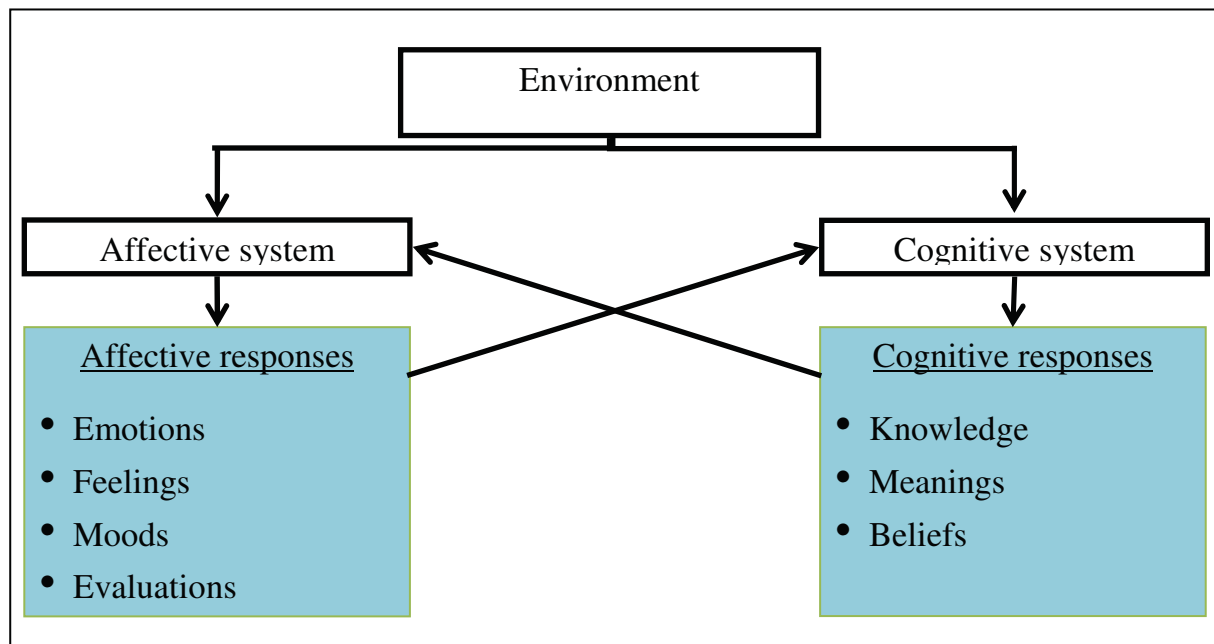 Environment
Affective system
Cognitive system
Affective responses
• Emotions
• Feelings
• Moods
• Evaluations
Cognitive responses
• Knowledge
• Meanings
• Beliefs